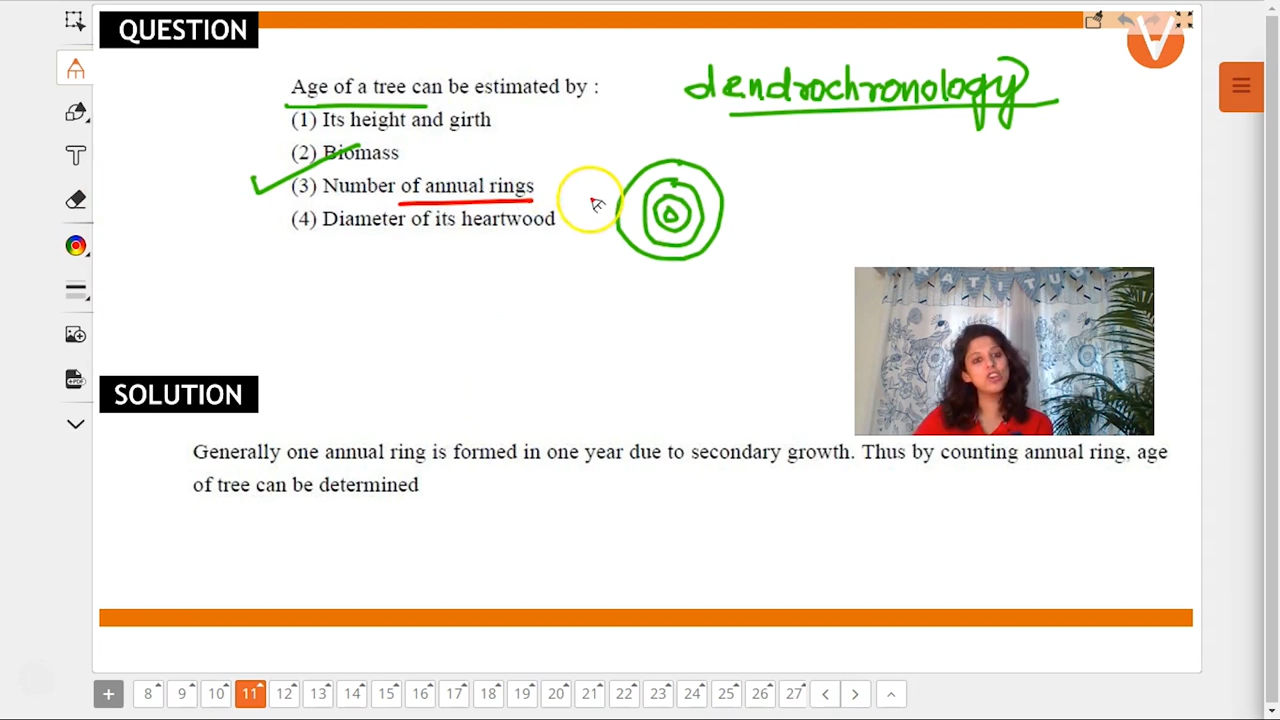 QUESTION
Age of a tree can be estimated by :
dendrochronology
(1) Its height and girth
(2) Biomass
(3) Number of annual rings
(4) Diameter of its heartwood
RATITUD
SOLUTION
Generally one annual ring is formed in one year due to secondary growth. Thus by counting annual ring, age
of tree can be determined
+ 8 9 10 11 12 13 14 15 16 17 18 19 20 21 22 23 24 25 26 27